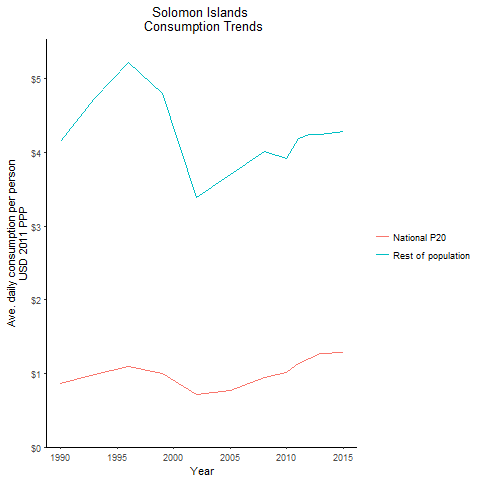 Solomon Islands
Consumption Trends
Ave. daily consumption per person
USD 2011 PPP
$5
$4
$3
$2
$1
$0
1990 1995 2000 2005 2010 2015
Year
National P20
Rest of population